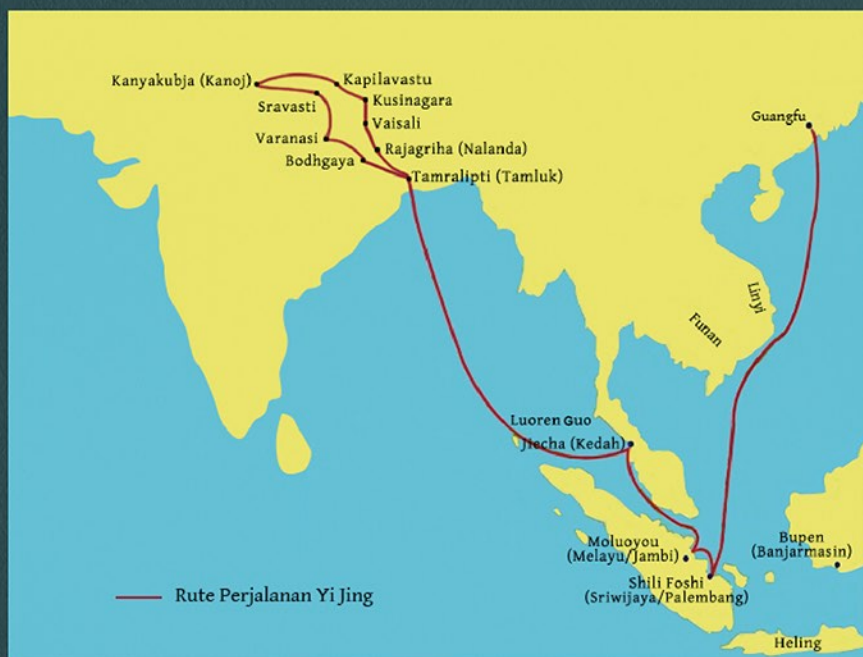 Kanyakubja (Kanoj)
Kapilavastu
Sravasti
Kusinagara
Vaisali
Varanasi
Rajagriha (Nalanda)
Bodhgaya
Tamralipti (Tamluk)
Guangfu
Linyi
Funan
Luoren Guo
Jiecha (Kedah)
Moluoyou
(Melayu/Jambi)
Bupen
(Banjarmasin)
Shili Foshi
(Sriwijaya/Palembang)
Rute Perjalanan Yi Jing
Heling